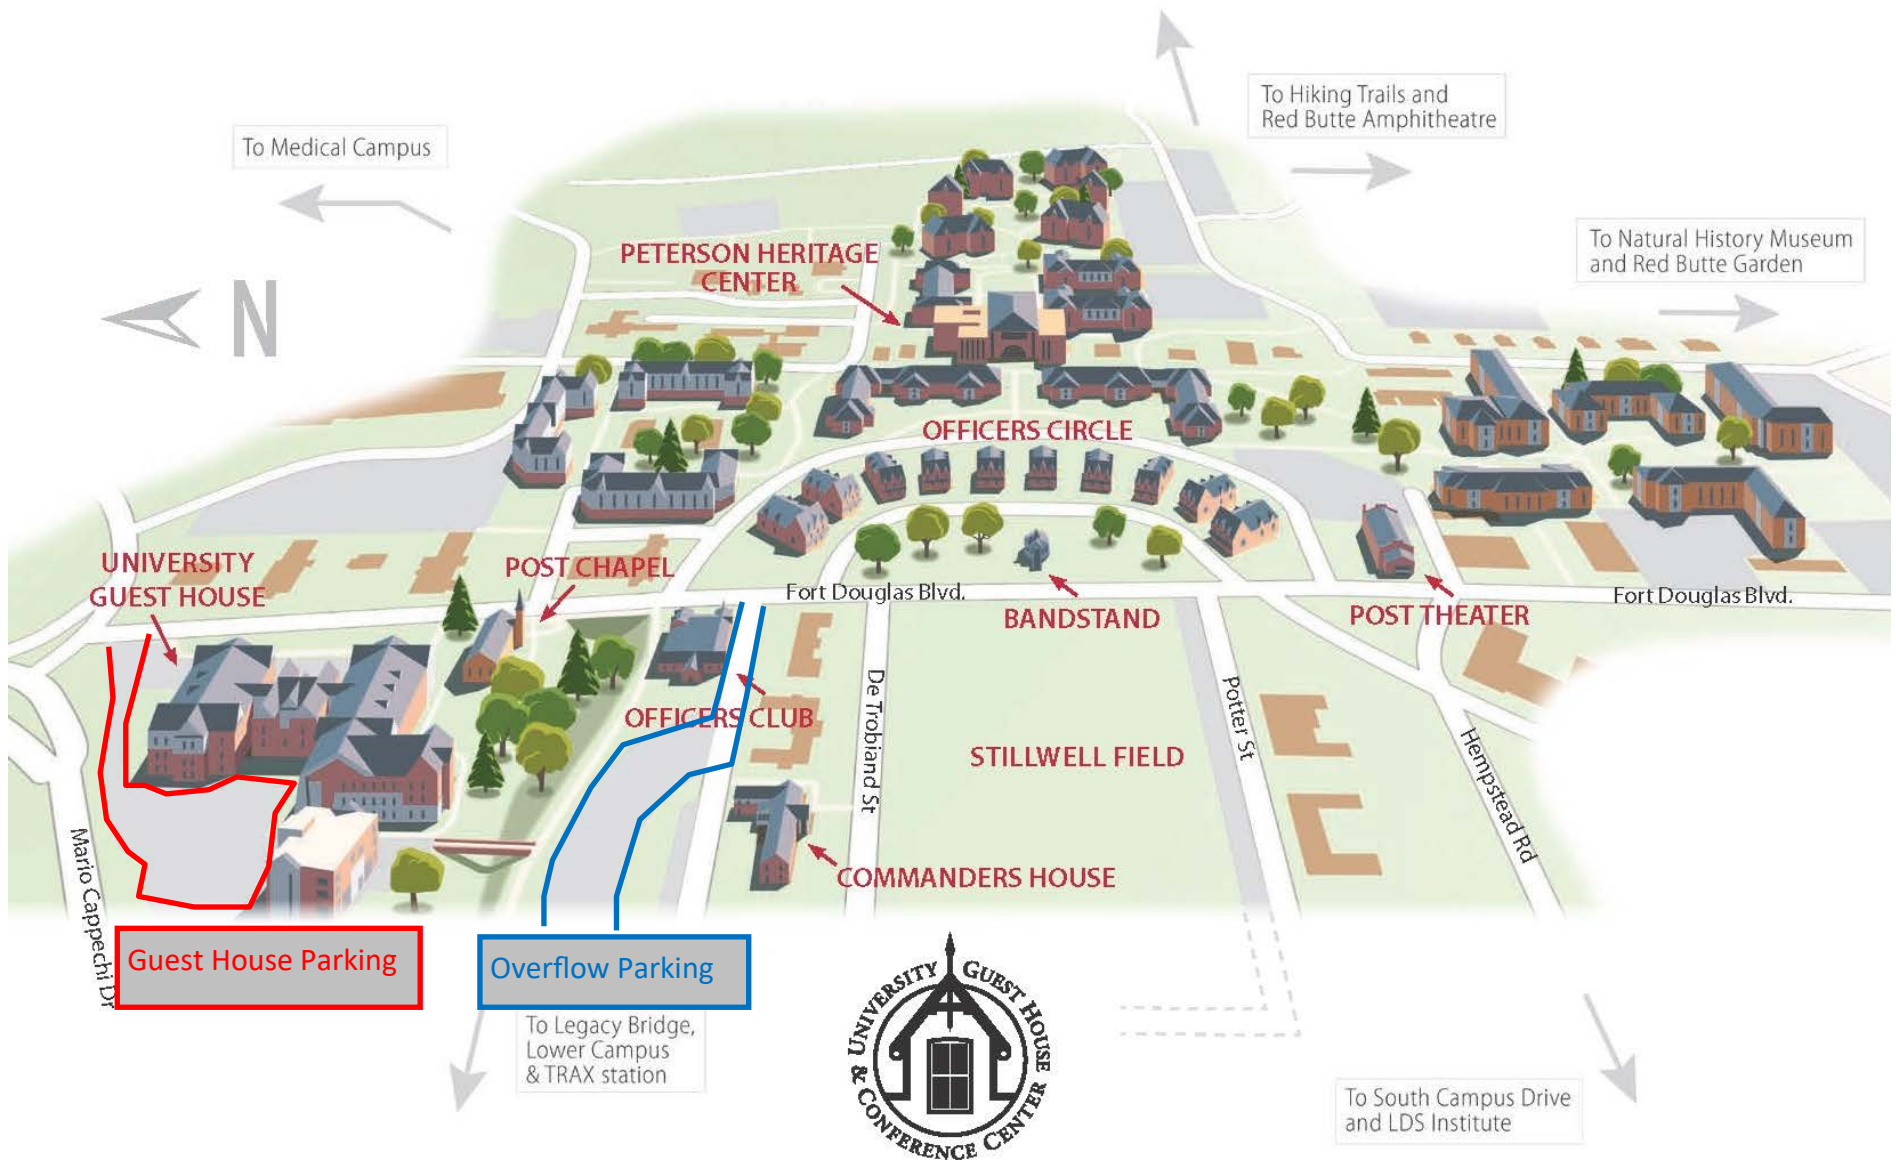 To Hiking Trails and
Red Butte Amphitheatre
To Medical Campus
To Natural History Museum
and Red Butte Garden
PETERSON HERITAGE
CENTER
N
OFFICERS CIRCLE
UNIVERSITY
GUEST HOUSE
POST CHAPEL
Fort Douglas Blvd.
BANDSTAND
POST THEATER
Fort Douglas Blvd.
OFFICERS CLUB
De Trobiand St
STILLWELL FIELD
Potter St
Hempstead Rd
Mario Cappechi Dr
COMMANDERS HOUSE
Guest House Parking
Overflow Parking
To Legacy Bridge,
Lower Campus
& TRAX station
UNIVERSITY GUEST HOUSE
& CONFERENCE CENTER
To South Campus Drive
and LDS Institute